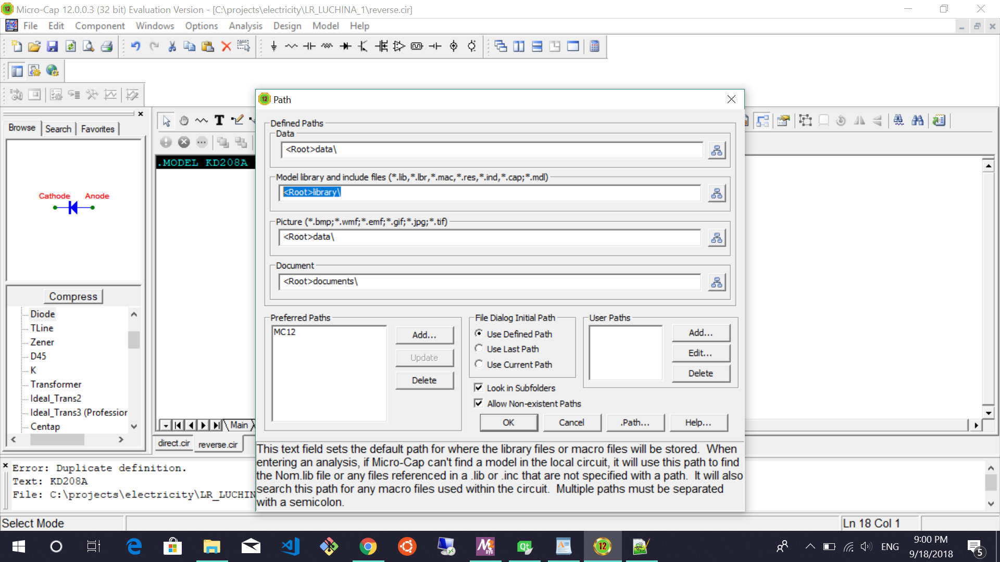 Micro-Cap 12.0.0.3 (32 bit) Evaluation Version - [C:\projects\electricity\LR_LUCHINA_1\reverse.cir]
File Edit Component Windows Options Analysis Design Model Help
Browse Search Favorites
Cathode Anode
Compress
Diode
TLine
Zener
D45
K
Transformer
Ideal_Trans2
Ideal_Trans3 (Profession
Centap
T
.MODEL KD208A
Main
direct.cir reverse.cir
12 Path
Defined Paths
Data
<Root>data\
Model library and include files (*.lib,*.lbr,*.mac,*.res,*.ind,*.cap;*.mdl)
<Root>library\
Picture (*.bmp;*.wmf;*.emf;*.gif;*.jpg;*.tif)
<Root>data\
Document
<Root>documents\
Preferred Paths
MC12
Add...
Update
Delete
File Dialog Initial Path
Use Defined Path
Use Last Path
Use Current Path
Look in Subfolders
Allow Non-existent Paths
User Paths
Add...
Edit...
Delete
OK Cancel .Path... Help...
This text field sets the default path for where the library files or macro files will be stored. When
entering an analysis, if Micro-Cap can't find a model in the local circuit, it will use this path to find
the Nom.lib file or any files referenced in a .lib or .inc that are not specified with a path. It will also
search this path for any macro files used within the circuit. Multiple paths must be separated
with a semicolon.
Error: Duplicate definition.
Text: KD208A
File: C:\projects\electricity\LR_LUCHIN
Select Mode
Ln 18 Col 1
Qt
12
ENG
9:00 PM
9/18/2018
5